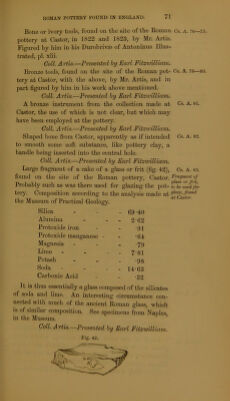 ROMAN POTTERY FOUND IN ENGLAND. 71
Bone or ivory tools, found on the site of the Roman
pottery at Castor, in 1822 and 1823, by Mr. Artis.
Figured by him in his Durobrivæ of Antoninus Illus-
trated, pl. xlii.
Coll. Artis.—Presented by Earl Fitzwilliam.
Bronze tools, found on the site of the Roman pot-
tery at Castor, with the above, by Mr. Artis, and in
part figured by him in his work above mentioned.
Coll. Artis.—Presented by Earl Fitzwilliam.
A bronze instrument from the collection made at Ca. A. 81.
Castor, the use of which is not clear, but which may
have been employed at the pottery.
Coll. Artis.—Presented by Earl Fitzwilliam.
Shaped bone from Castor, apparently as if intended Ca. A. 82.
to smooth some soft substance, like pottery clay, a
handle being inserted into the central hole.
Coll. Artis.—Presented by Earl Fitzwilliam.
Large fragment of a cake of a glass or frit (fig. 42), Ca. A. 83.
found on the site of the Roman pottery, Castor Fragment of
Probably such as was there used for glazing the pot- glass or frit,
tery. Composition according to the analysis made at to be used for
the Museum of Practical Geology. glaze, found
at Castor.
Silica - - - 69·40
Alumina - - - 2·62
Protoxide iron - - ·91
Protoxide manganese - ·64
Magnesia - - - ·79
Lime - - - 7·81
Potash - - - ·98
Soda - - - 14·62
Carbonic Acid - - ·32
It is thus essentially a glass composed of the silicates
of soda and lime. An interesting circumstance con-
nected with much of the ancient Roman glass, which
is of similar composition. See specimens from Naples,
in the Museum.
Coll. Artis.—Presented by Earl Fitzwilliam.
Fig. 42.